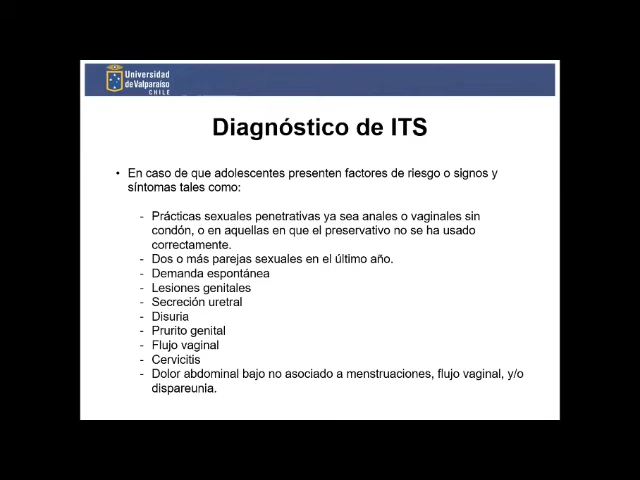 Universidad
de Valparaíso
CHILE
Diagnóstico de ITS
• En caso de que adolescentes presenten factores de riesgo o signos y
síntomas tales como:
- Prácticas sexuales penetrativas ya sea anales o vaginales sin
condón, o en aquellas en que el preservativo no se ha usado
correctamente.
- Dos o más parejas sexuales en el último año.
- Demanda espontánea
- Lesiones genitales
- Secreción uretral
- Disuria
- Prurito genital
- Flujo vaginal
- Cervicitis
- Dolor abdominal bajo no asociado a menstruaciones, flujo vaginal, y/o
dispareunia.